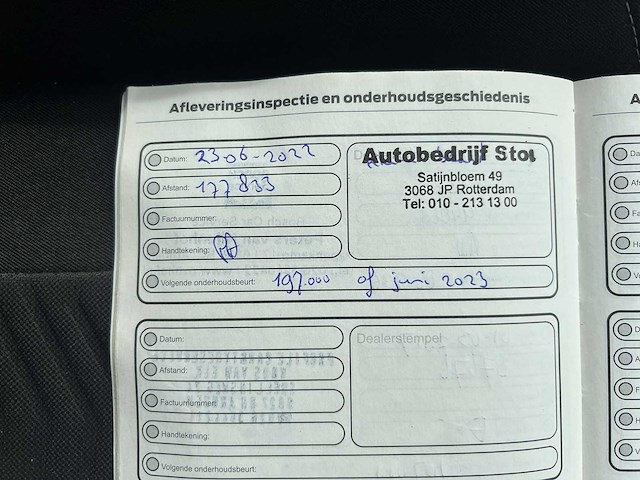 Afleveringsinspectie en onderhoudsgeschiedenis
Datum: 23-06-2022
Afstand: 177833
Factuurnummer:
Handtekening:
Volgende onderhoudsbeurt: 197.000 of juni 2023
Autobedrijf Stou
Satijnbloem 49
3068 JP Rotterdam
Tel: 010 - 213 13 00
Datum:
Afstand:
Factuurnummer:
Handtekening:
Volgende onderhoudsbeurt:
Dealerstempel